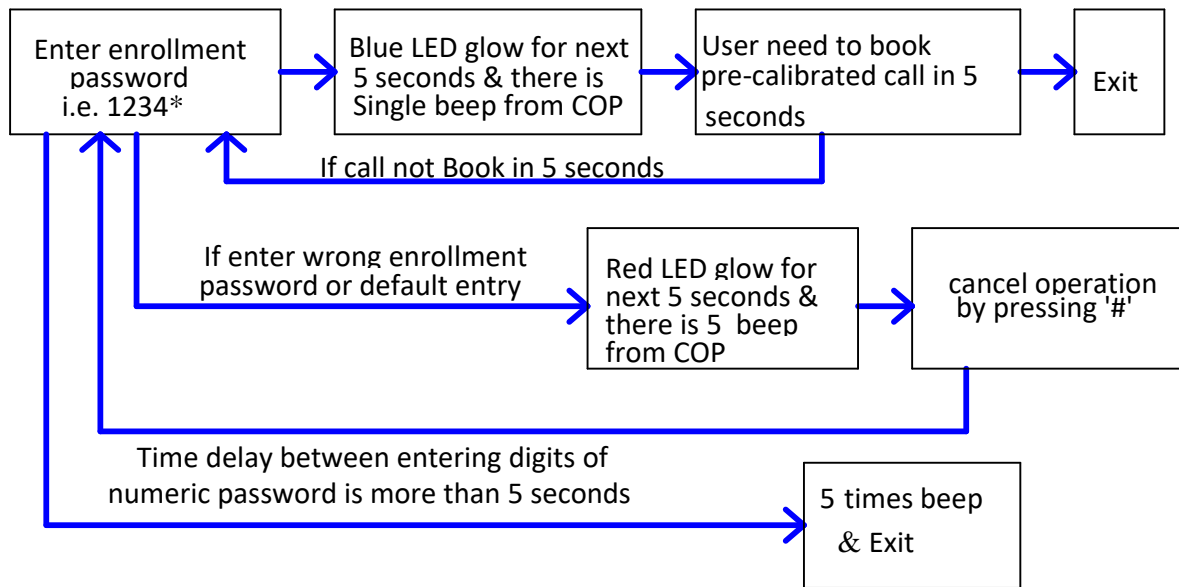 Enter enrollment
password
i.e. 1234*
Blue LED glow for next
5 seconds & there is
Single beep from COP
User need to book
pre-calibrated call in 5
seconds
Exit
If call not Book in 5 seconds
If enter wrong enrollment
password or default entry
Red LED glow for
next 5 seconds &
there is 5 beep
from COP
cancel operation
by pressing '#'
Time delay between entering digits of
numeric password is more than 5 seconds
5 times beep
& Exit